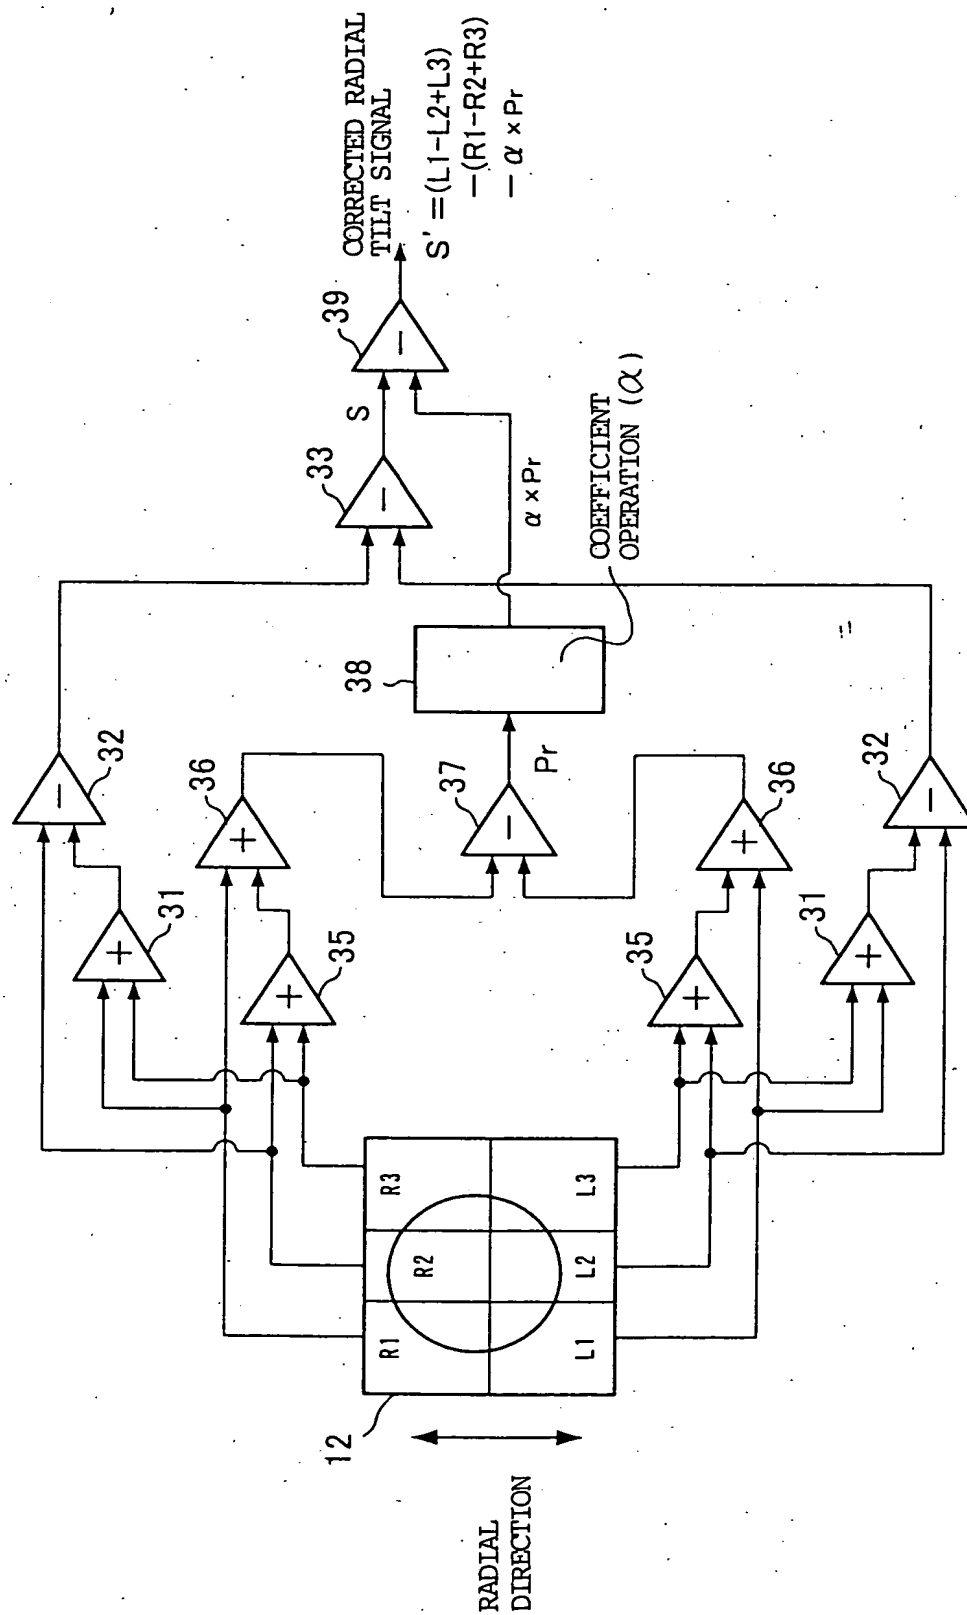 RADIAL
DIRECTION
12
R1
R2
R3
L1
L2
L3
+
31
-
32
+
35
+
36
+
35
+
36
+
31
-
32
-
37
Pr
38
COEFFICIENT
OPERATION (α)
α × Pr
-
33
S
-
39
CORRECTED RADIAL
TILT SIGNAL
S' =(L1-L2+L3)
-(R1-R2+R3)
- α × Pr